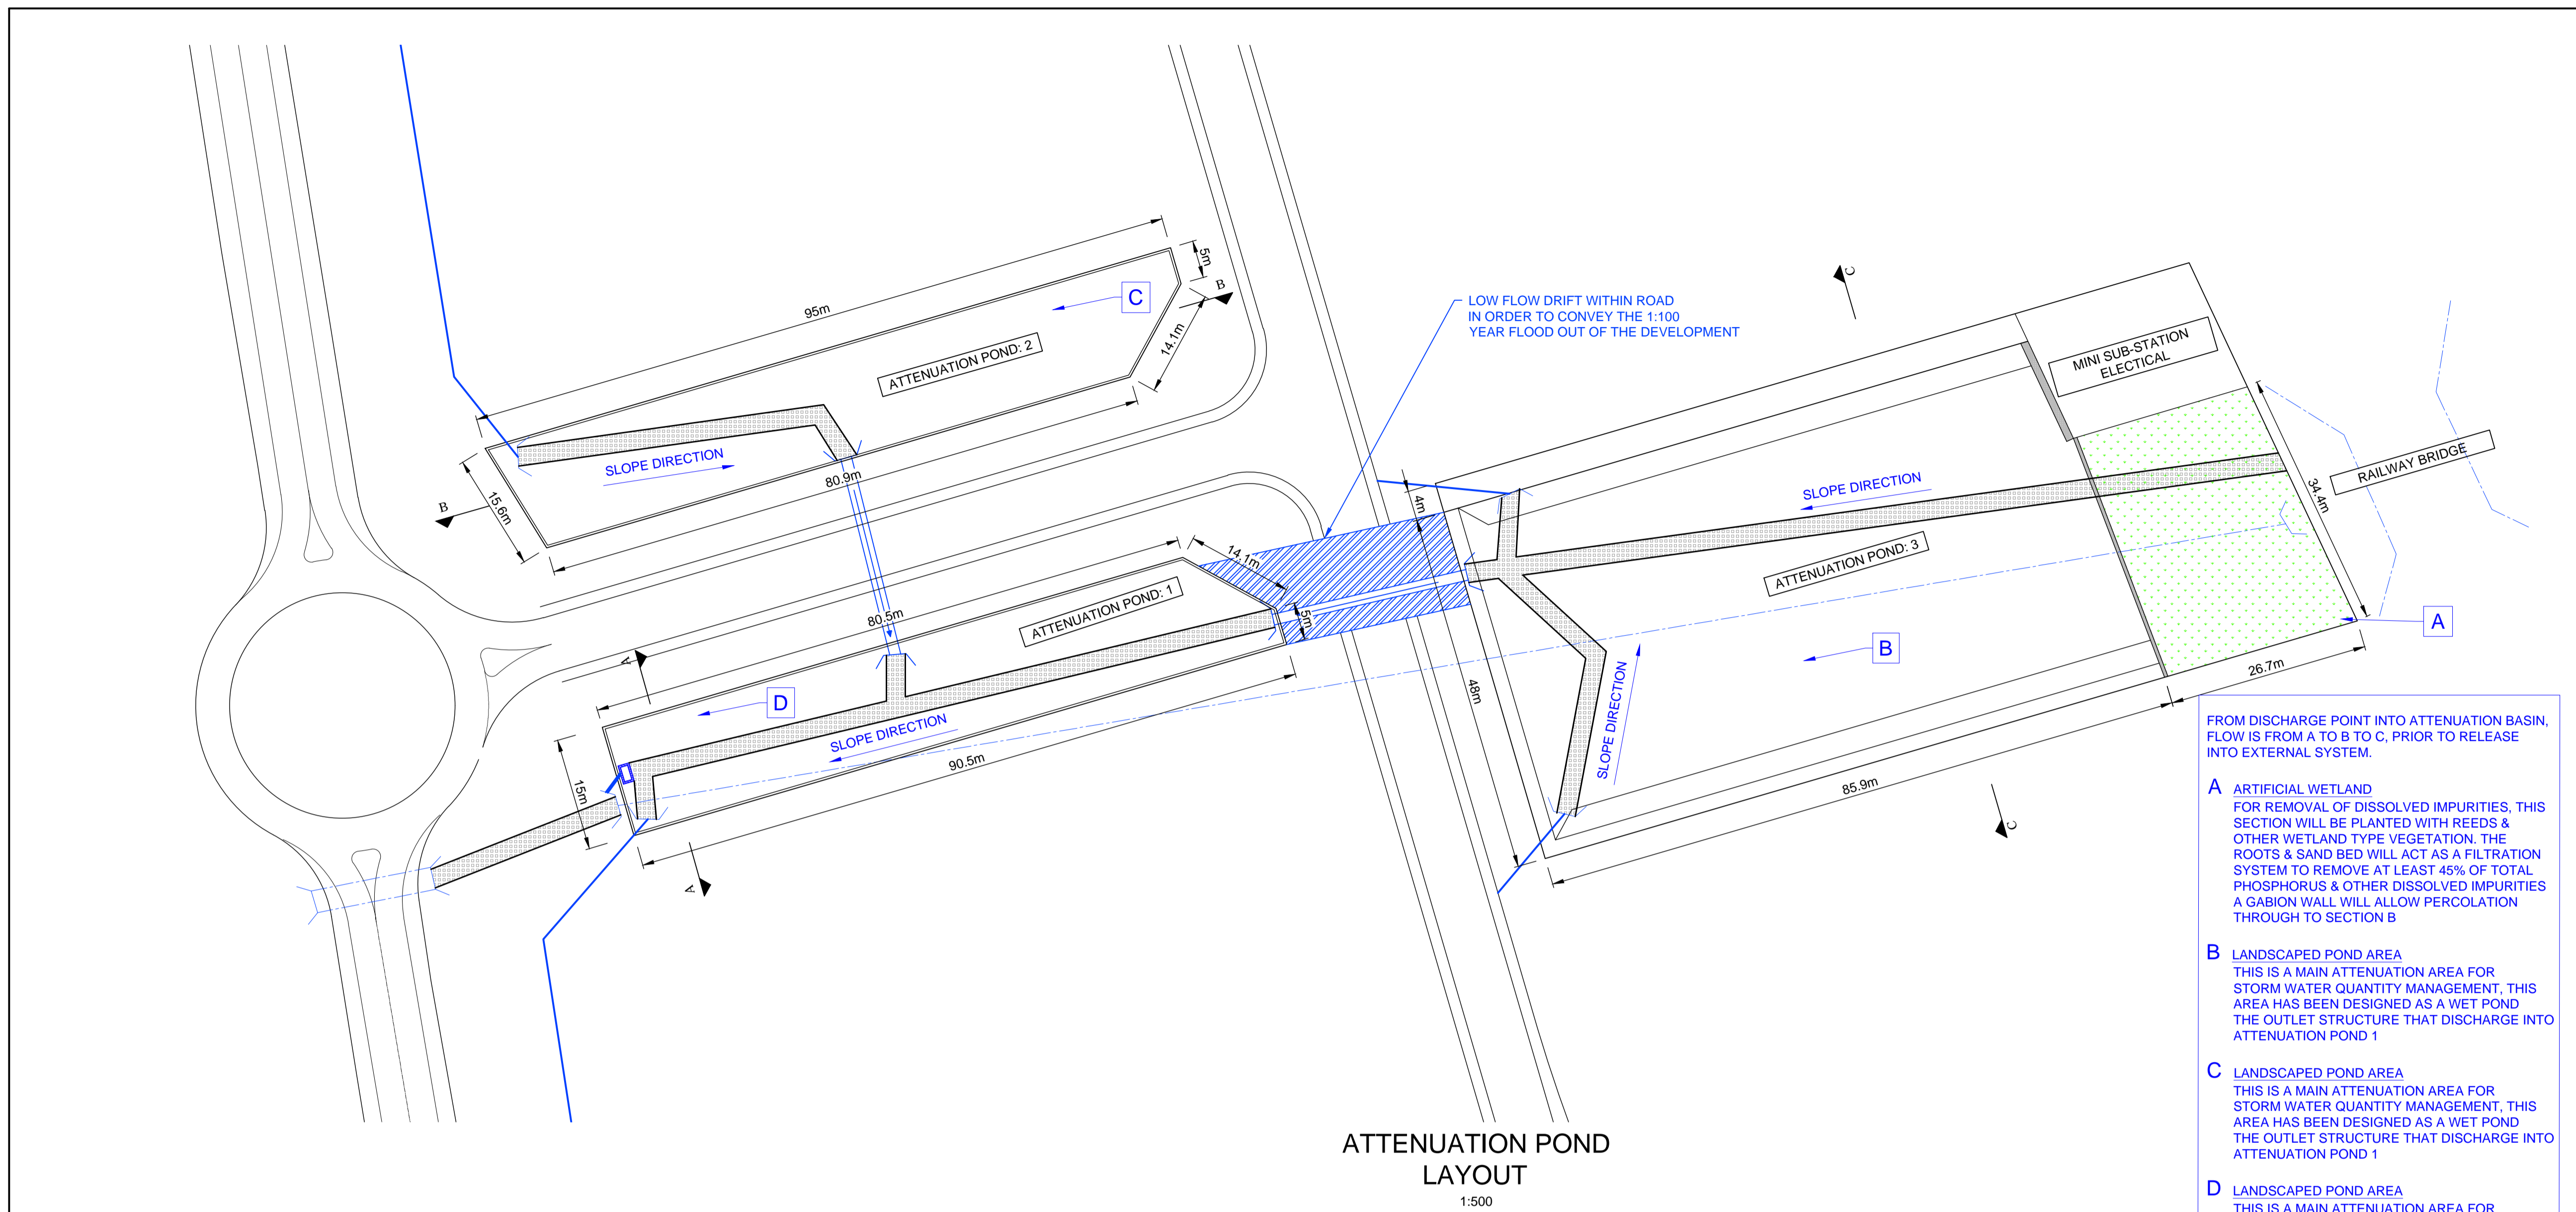 95m
5m
B
C
14.1m
ATTENUATION POND: 2
SLOPE DIRECTION
80.9m
B
15.6m
LOW FLOW DRIFT WITHIN ROAD
IN ORDER TO CONVEY THE 1:100
YEAR FLOOD OUT OF THE DEVELOPMENT
C
MINI SUB-STATION
ELECTICAL
RAILWAY BRIDGE
34.4m
4m
SLOPE DIRECTION
ATTENUATION POND: 3
14.1m
5m
80.5m
ATTENUATION POND: 1
A
D
SLOPE DIRECTION
90.5m
15m
A
48m
SLOPE DIRECTION
B
A
26.7m
85.9m
C
FROM DISCHARGE POINT INTO ATTENUATION BASIN,
FLOW IS FROM A TO B TO C, PRIOR TO RELEASE
INTO EXTERNAL SYSTEM.
A ARTIFICIAL WETLAND
FOR REMOVAL OF DISSOLVED IMPURITIES, THIS
SECTION WILL BE PLANTED WITH REEDS &
OTHER WETLAND TYPE VEGETATION. THE
ROOTS & SAND BED WILL ACT AS A FILTRATION
SYSTEM TO REMOVE AT LEAST 45% OF TOTAL
PHOSPHORUS & OTHER DISSOLVED IMPURITIES
A GABION WALL WILL ALLOW PERCOLATION
THROUGH TO SECTION B
B LANDSCAPED POND AREA
THIS IS A MAIN ATTENUATION AREA FOR
STORM WATER QUANTITY MANAGEMENT, THIS
AREA HAS BEEN DESIGNED AS A WET POND
THE OUTLET STRUCTURE THAT DISCHARGE INTO
ATTENUATION POND 1
C LANDSCAPED POND AREA
THIS IS A MAIN ATTENUATION AREA FOR
STORM WATER QUANTITY MANAGEMENT, THIS
AREA HAS BEEN DESIGNED AS A WET POND
THE OUTLET STRUCTURE THAT DISCHARGE INTO
ATTENUATION POND 1
D LANDSCAPED POND AREA
THIS IS A MAIN ATTENUATION AREA FOR
ATTENUATION POND
LAYOUT
1:500